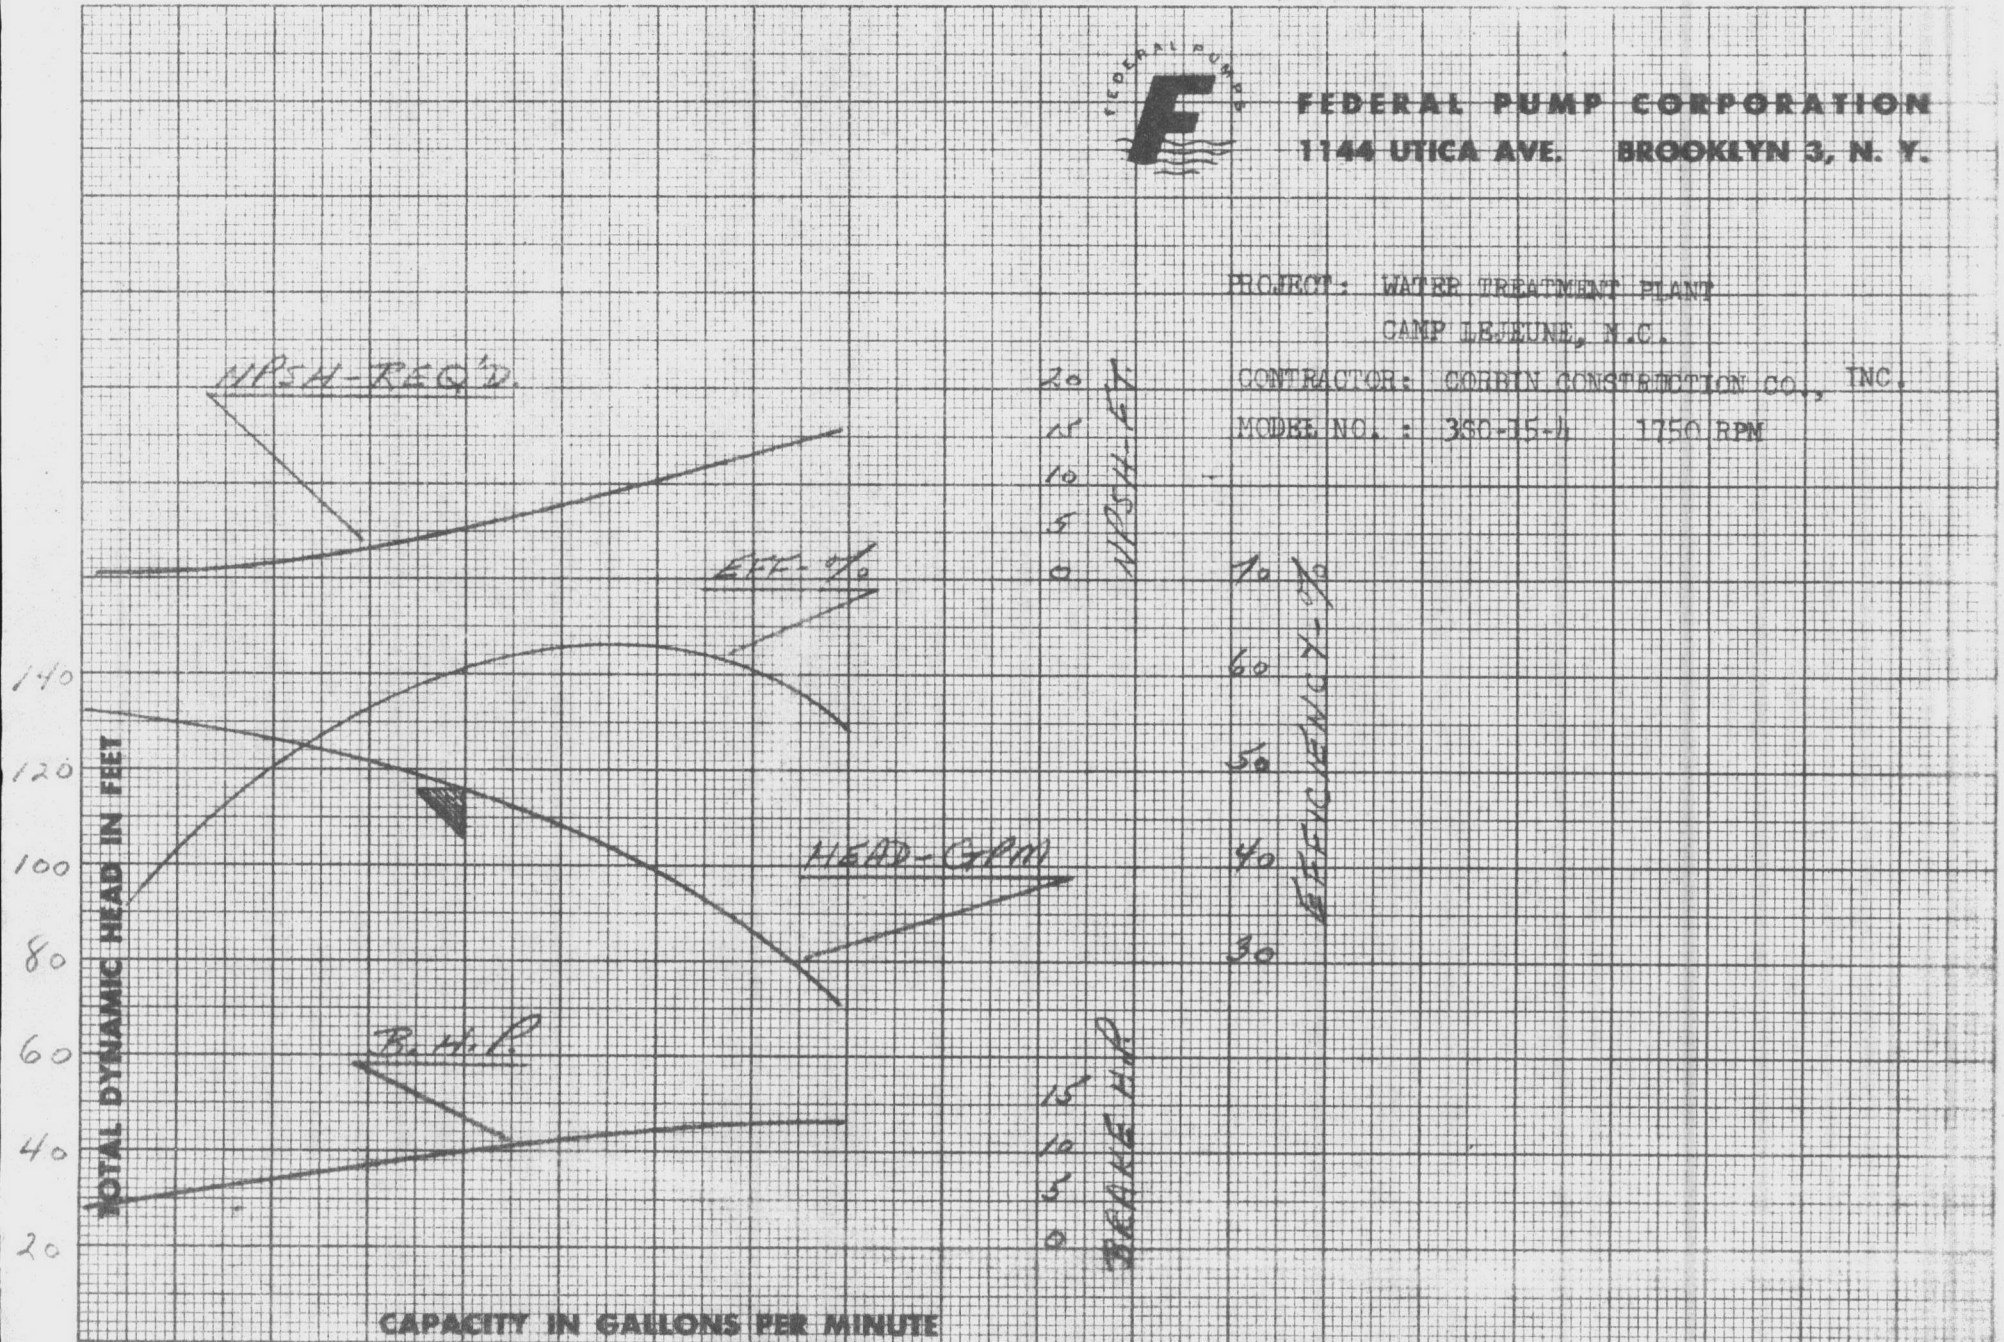 FEDERAL PUMPS
F
FEDERAL PUMP CORPORATION
1144 UTICA AVE. BROOKLYN 3, N. Y.
PROJECT: WATER TREATMENT PLANT
CAMP LEJEUNE, N.C.
CONTRACTOR: CORBIN CONSTRUCTION CO., INC.
MODEL NO. : 1750 RPM
NPSH-REQ'D.
20
15
10
5
0
NPSH-FT.
EFF-%
70
60
50
40
30
EFFICIENCY-%
140
120
100
80
60
40
20
TOTAL DYNAMIC HEAD IN FEET
HEAD-GPM
B.H.P.
15
10
5
0
BRAKE H.P.
CAPACITY IN GALLONS PER MINUTE